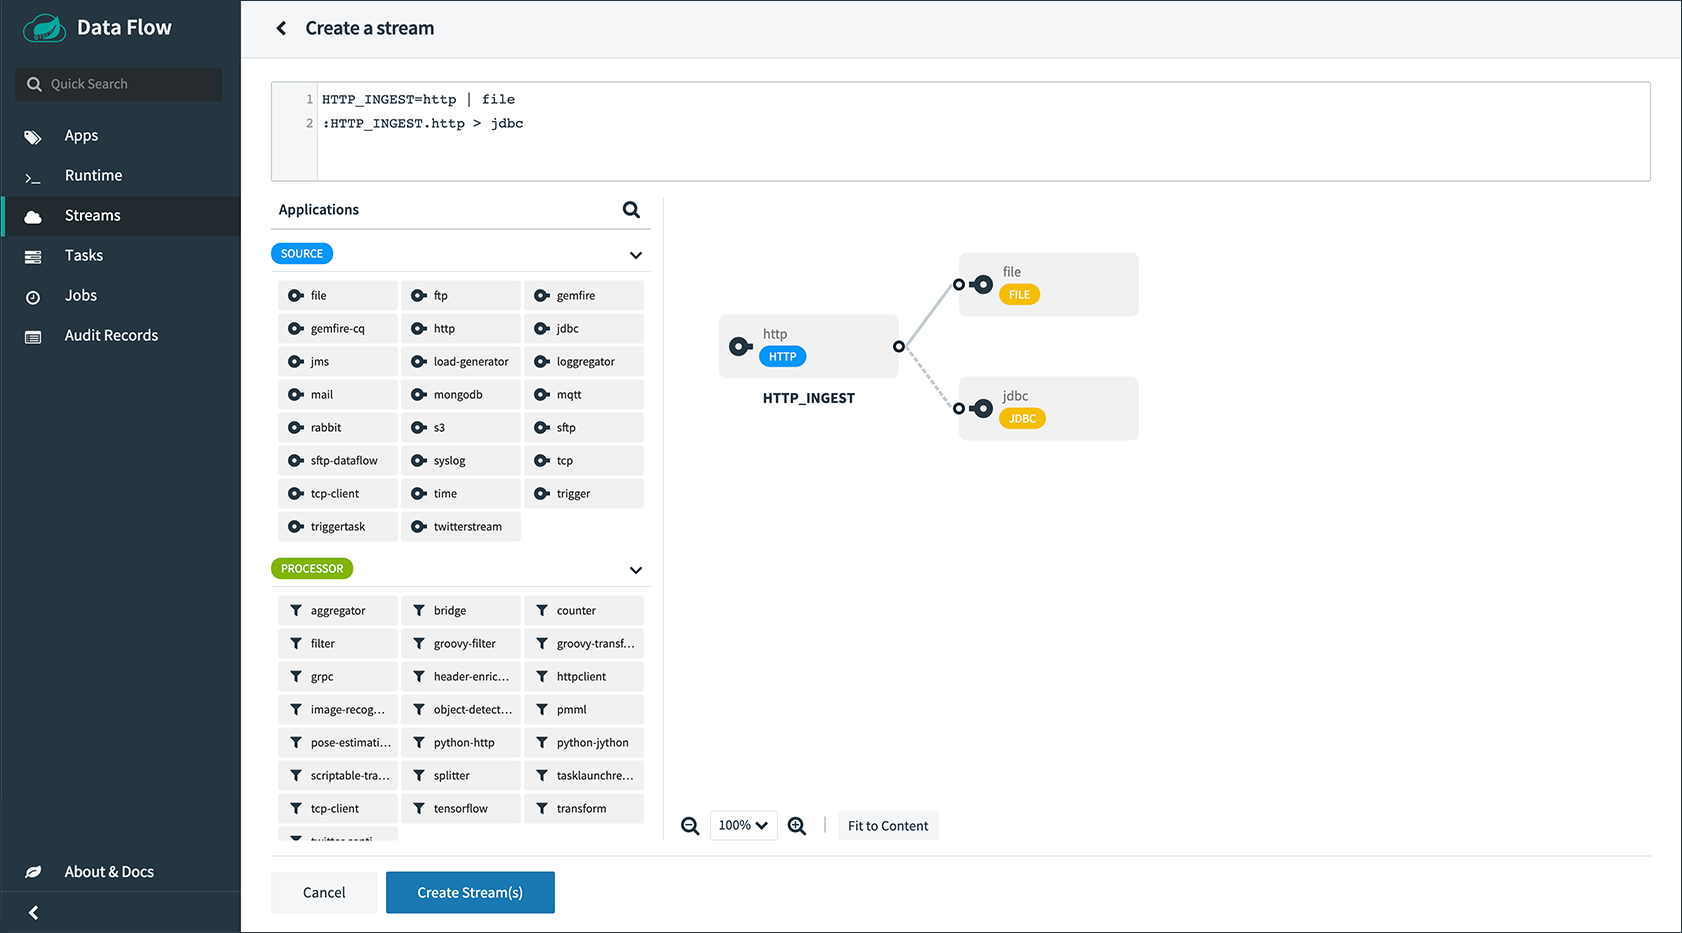 Data Flow
Quick Search
Apps
Runtime
Streams
Tasks
Jobs
Audit Records
About & Docs
Create a stream
1 HTTP_INGEST=http | file
2 :HTTP_INGEST.http > jdbc
Applications
SOURCE
file ftp gemfire
gemfire-cq http jdbc
jms load-generator loggregator
mail mongodb mqtt
rabbit s3 sftp
sftp-dataflow syslog tcp
tcp-client time trigger
triggertask twitterstream
PROCESSOR
aggregator bridge counter
filter groovy-filter groovy-transf...
grpc header-enric... httpclient
image-recog... object-detect... pmml
pose-estimati... python-http python-jython
scriptable-tra... splitter tasklaunchre...
tcp-client tensorflow transform
http
HTTP
HTTP_INGEST
file
FILE
jdbc
JDBC
100%
Fit to Content
Cancel
Create Stream(s)